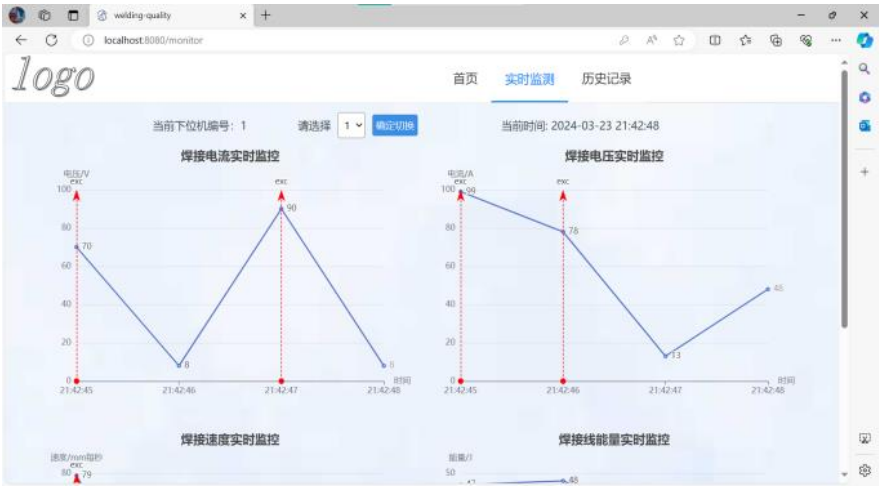 welding-quality
localhost:8080/monitor
logo
首页 实时监测 历史记录
当前下位机编号：1 请选择 1 确定切换 当前时间: 2024-03-23 21:42:48
焊接电流实时监控
电压/V
exc
exc
100
90
80
70
60
40
20
8
8
0
时间
21:42:45 21:42:46 21:42:47 21:42:48
焊接电压实时监控
电流/A
exc
exc
100
99
80
78
60
48
40
20
13
0
时间
21:42:45 21:42:46 21:42:47 21:42:48
焊接速度实时监控
速度/mm每秒
exc
80
79
焊接线能量实时监控
能量/J
50
47
48